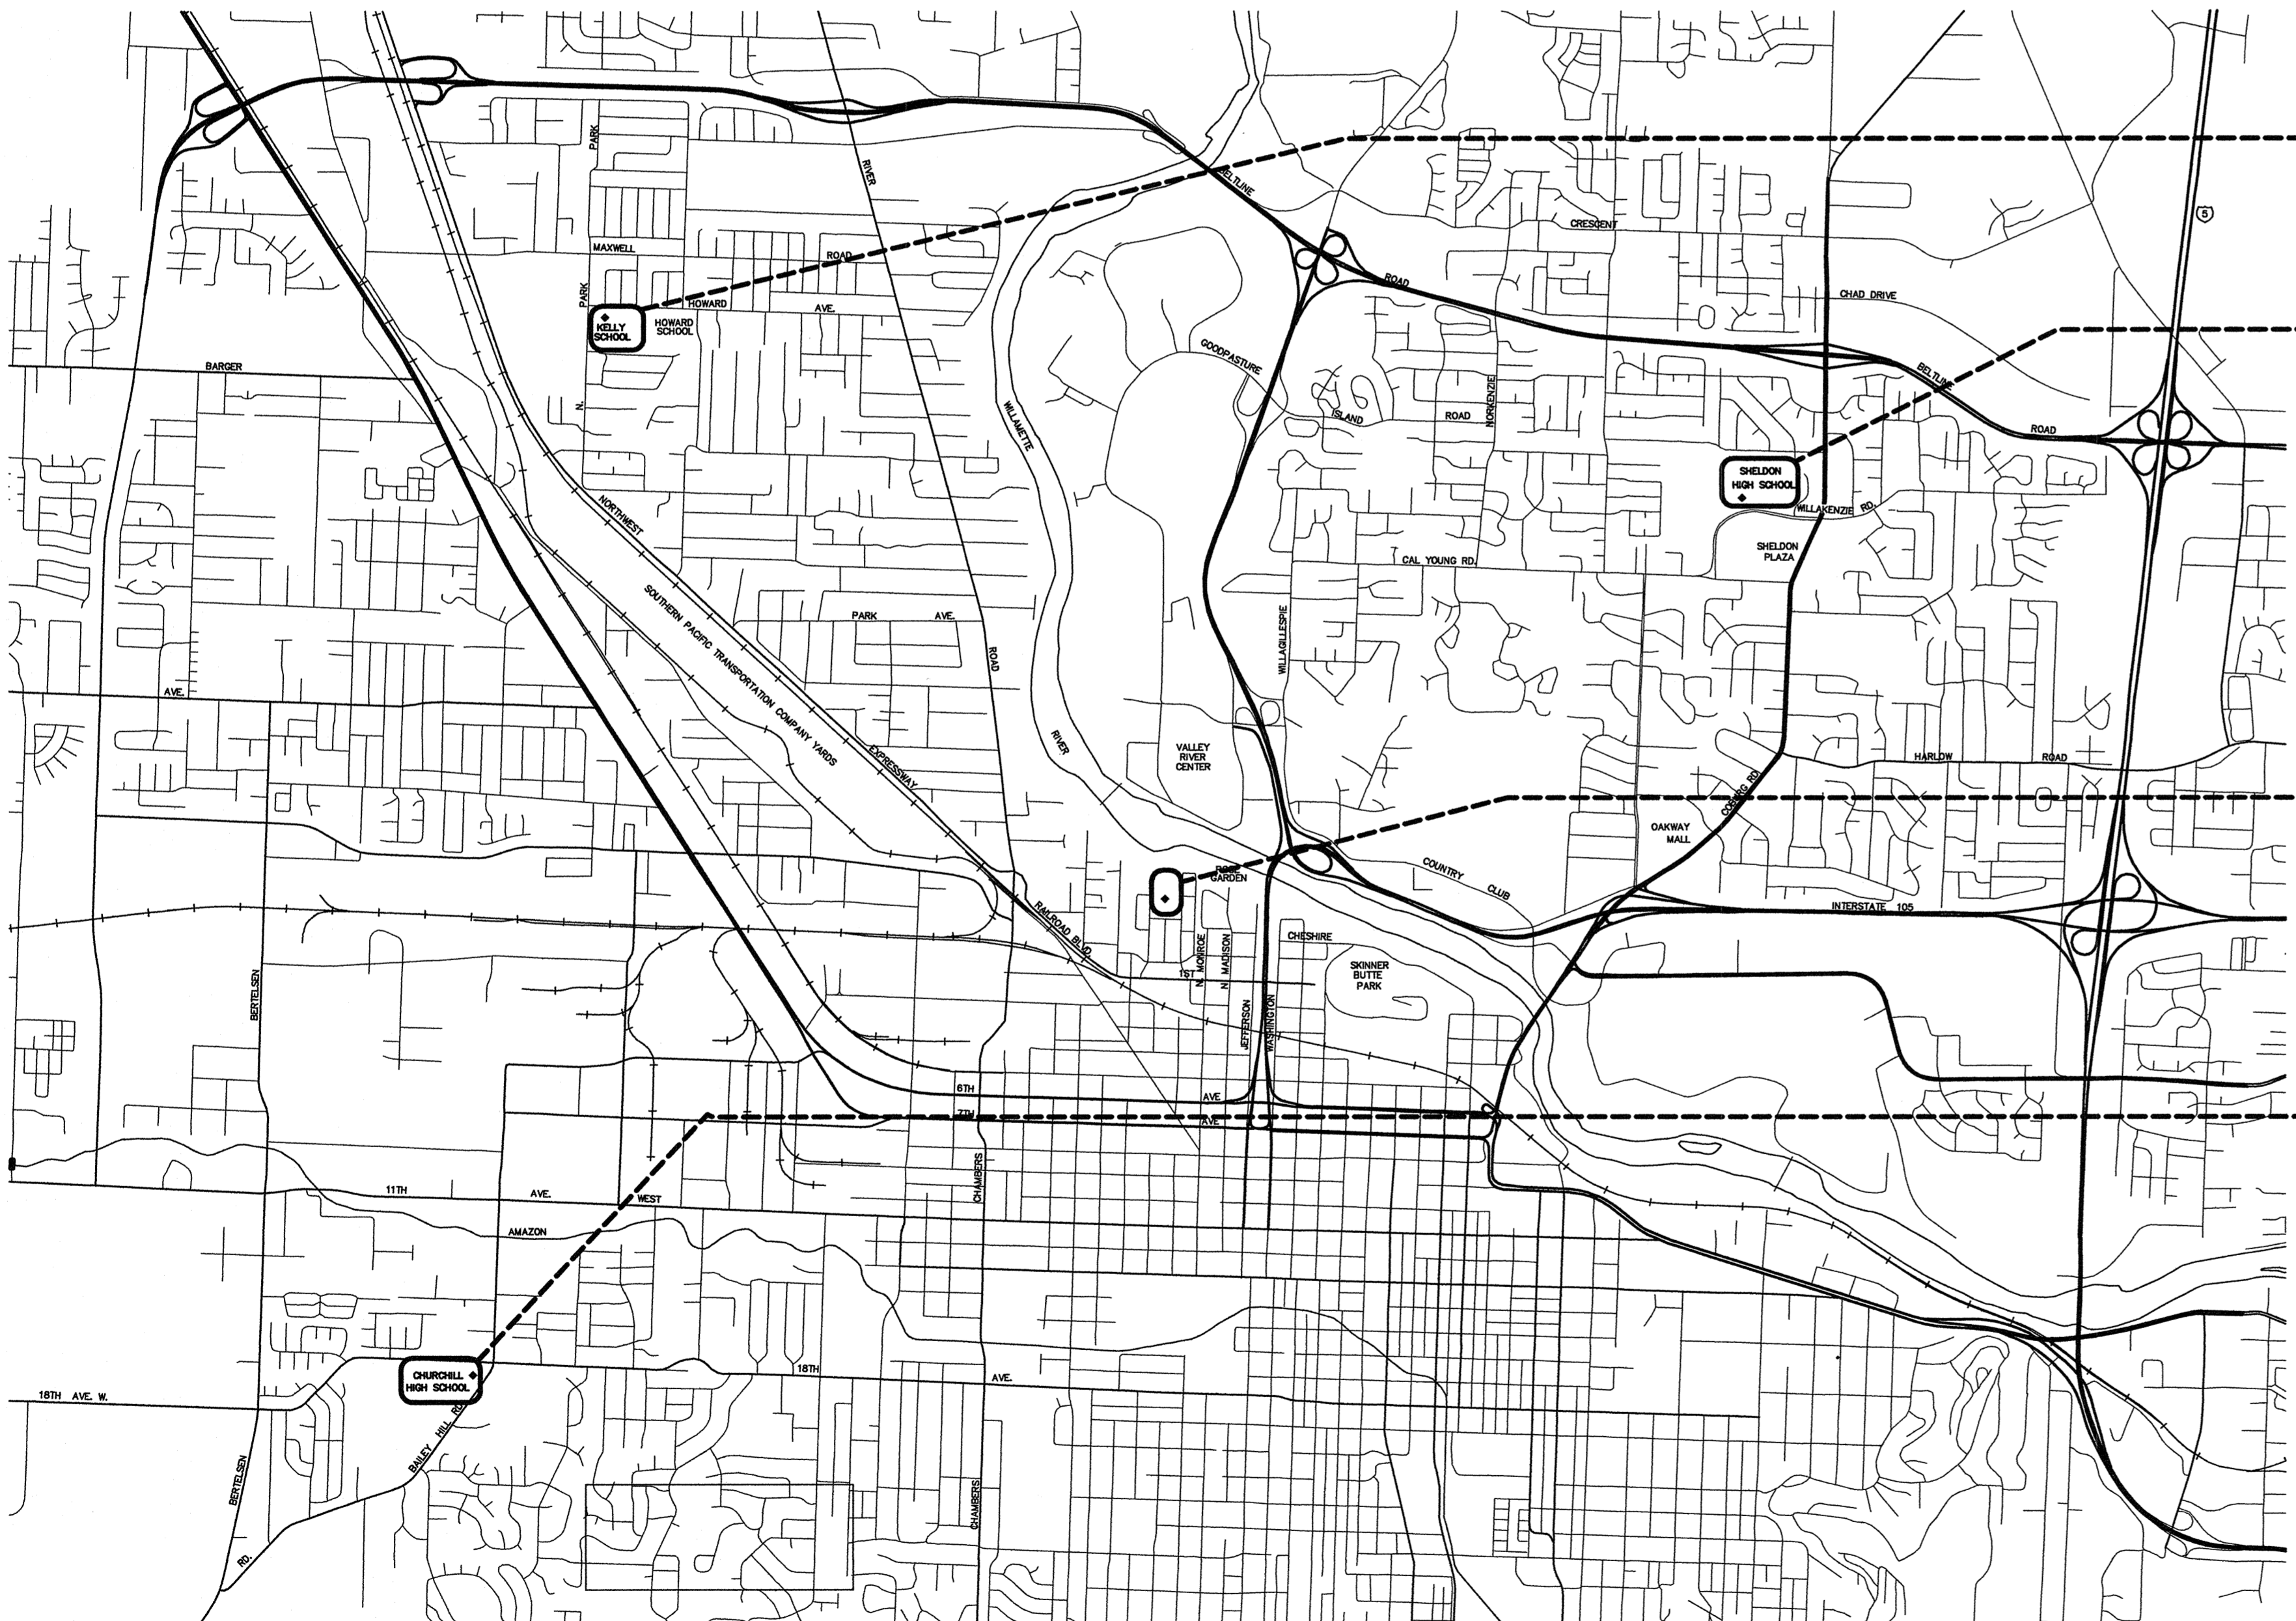 PARK
RIVER
BELTLINE
5
CRESCENT
MAXWELL
ROAD
ROAD
PARK
CHAD DRIVE
HOWARD
AVE.
KELLY
SCHOOL
HOWARD
SCHOOL
GOODPASTURE
BARGER
BELTLINE
N.
WILLAMETTE
ISLAND
ROAD
NORKENZIE
ROAD
SHELDON
HIGH SCHOOL
NORTHWEST
WILLAKENZIE RD.
SHELDON
PLAZA
CAL YOUNG RD.
SOUTHERN PACIFIC TRANSPORTATION COMPANY YARDS
PARK AVE.
WILLAGILLESPIE
ROAD
AVE.
RIVER
VALLEY
RIVER
CENTER
EXPRESSWAY
HARLOW ROAD
COBURG RD.
OAKWAY
MALL
ROSE
GARDEN
COUNTRY CLUB
RAILROAD BLVD.
INTERSTATE 105
CHESHIRE
N. MONROE
N. MADISON
SKINNER
BUTTE
PARK
1ST
BERTELSEN
JEFFERSON
WASHINGTON
6TH
AVE
7TH
AVE
CHAMBERS
11TH AVE. WEST
AMAZON
18TH AVE.
CHURCHILL
HIGH SCHOOL
18TH AVE. W.
BAILEY HILL RD.
BERTELSEN
CHAMBERS
RD.